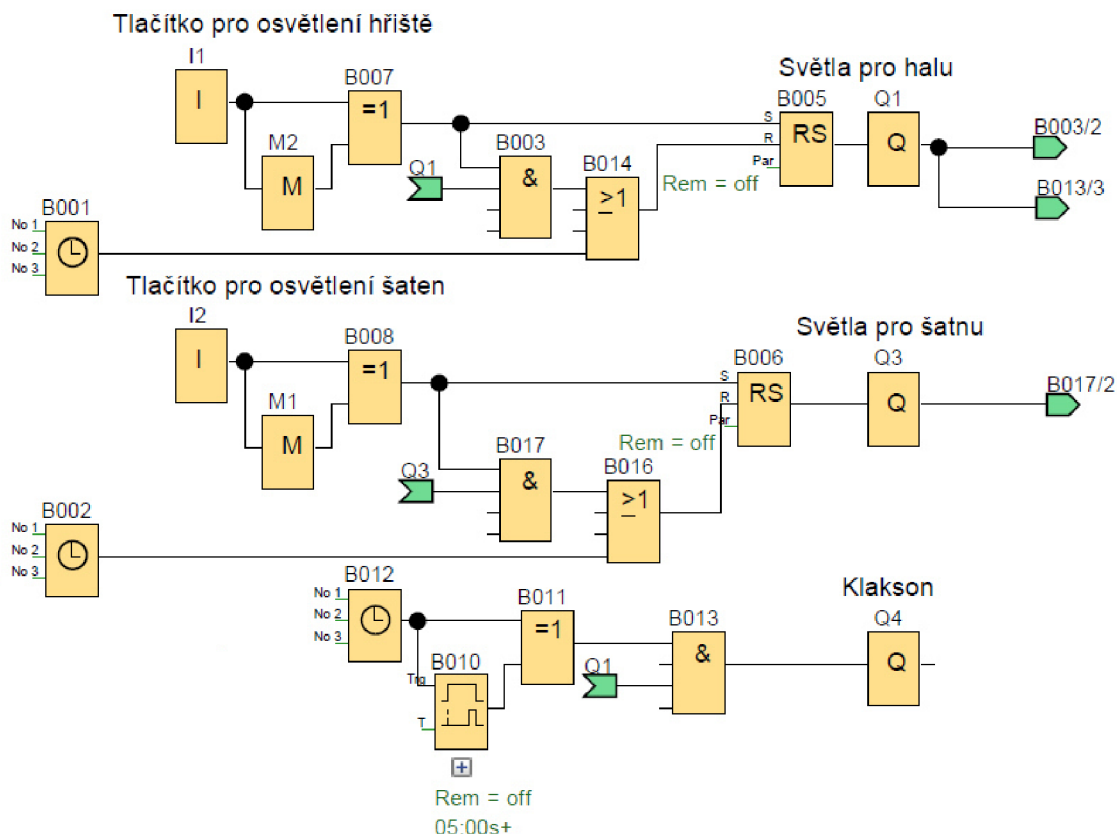 Tlačítko pro osvětlení hřiště
I1
I
M2
M
B007
=1
Q1
B003
&
B014
>1
Rem = off
Světla pro halu
B005
S
R
Par
RS
Q1
Q
B003/2
B013/3
B001
No 1
No 2
No 3
Tlačítko pro osvětlení šaten
I2
I
M1
M
B008
=1
Q3
B017
&
B016
>1
Rem = off
Světla pro šatnu
B006
S
R
Par
RS
Q3
Q
B017/2
B002
No 1
No 2
No 3
B012
No 1
No 2
No 3
B010
Trg
T
Rem = off
05:00s+
B011
=1
Q1
B013
&
Klakson
Q4
Q